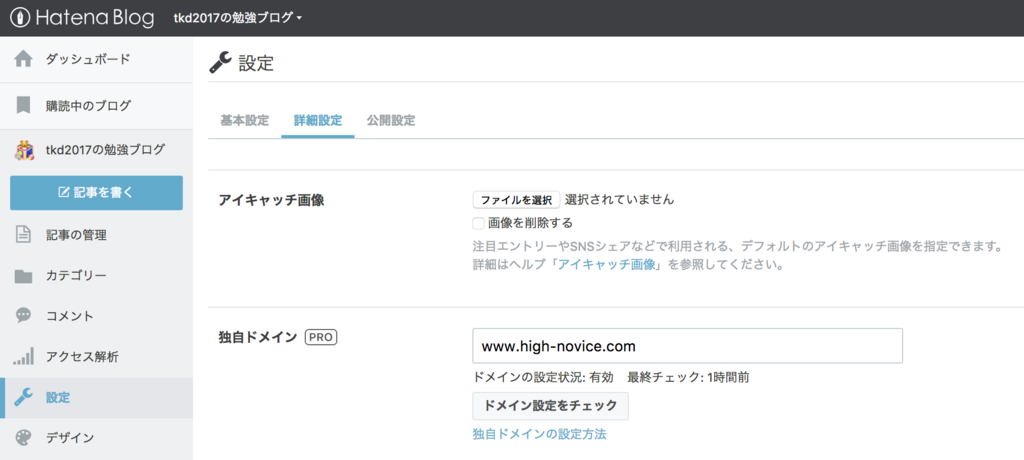 Hatena Blog tkd2017の勉強ブログ
ダッシュボード
購読中のブログ
tkd2017の勉強ブログ
記事を書く
記事の管理
カテゴリー
コメント
アクセス解析
設定
デザイン
設定
基本設定 詳細設定 公開設定
アイキャッチ画像
ファイルを選択 選択されていません
画像を削除する
注目エントリーやSNSシェアなどで利用される、デフォルトのアイキャッチ画像を指定できます。
詳細はヘルプ「アイキャッチ画像」を参照してください。
独自ドメイン PRO
www.high-novice.com
ドメインの設定状況: 有効 最終チェック: 1時間前
ドメイン設定をチェック
独自ドメインの設定方法